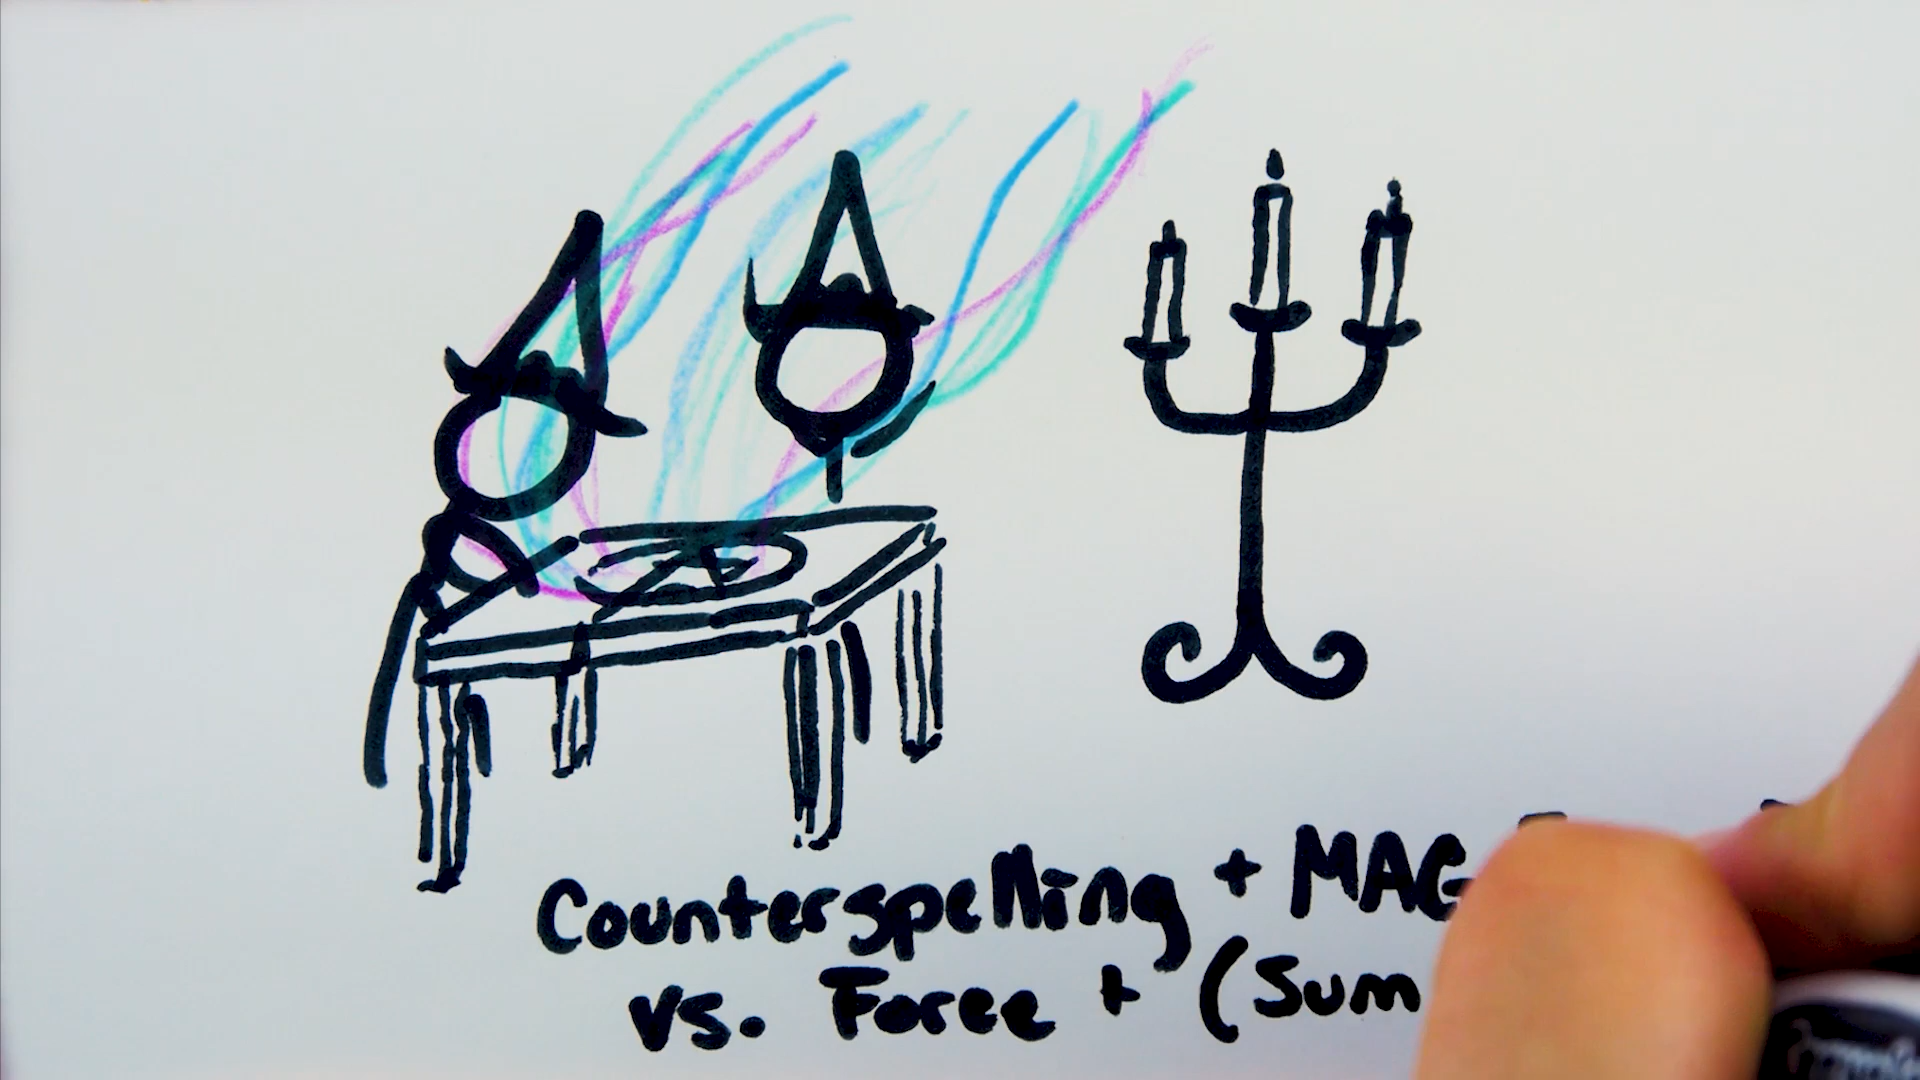 Counterspelling + MAG
vs. Force + (Sum